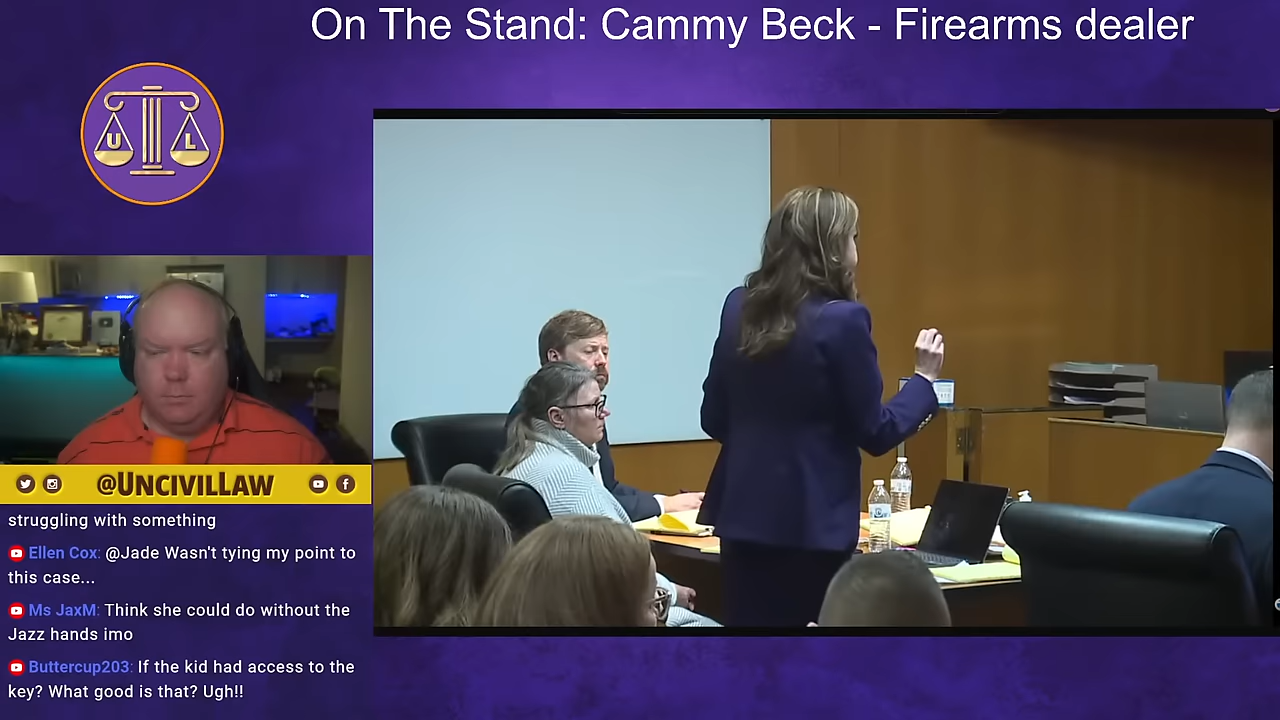 On The Stand: Cammy Beck - Firearms dealer
U L
@UNCIVILLAW
struggling with something
Ellen Cox: @Jade Wasn't tying my point to
this case...
Ms JaxM: Think she could do without the
Jazz hands imo
Buttercup203: If the kid had access to the
key? What good is that? Ugh!!